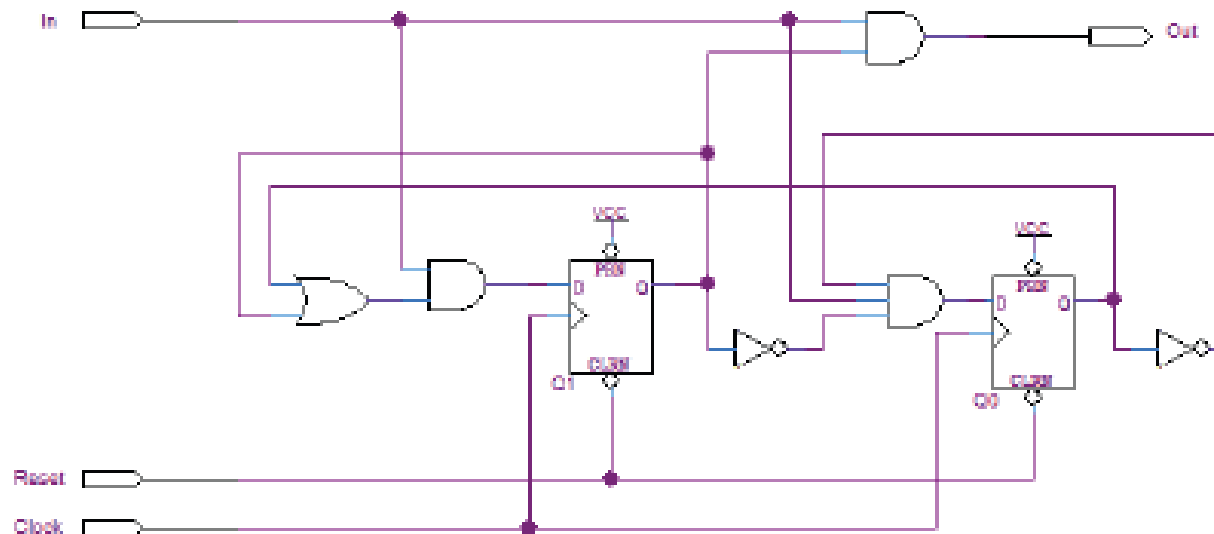 In
Out
VCC
PRN
D
Q
CLRN
Q1
VCC
PRN
D
Q
CLRN
Q0
Reset
Clock